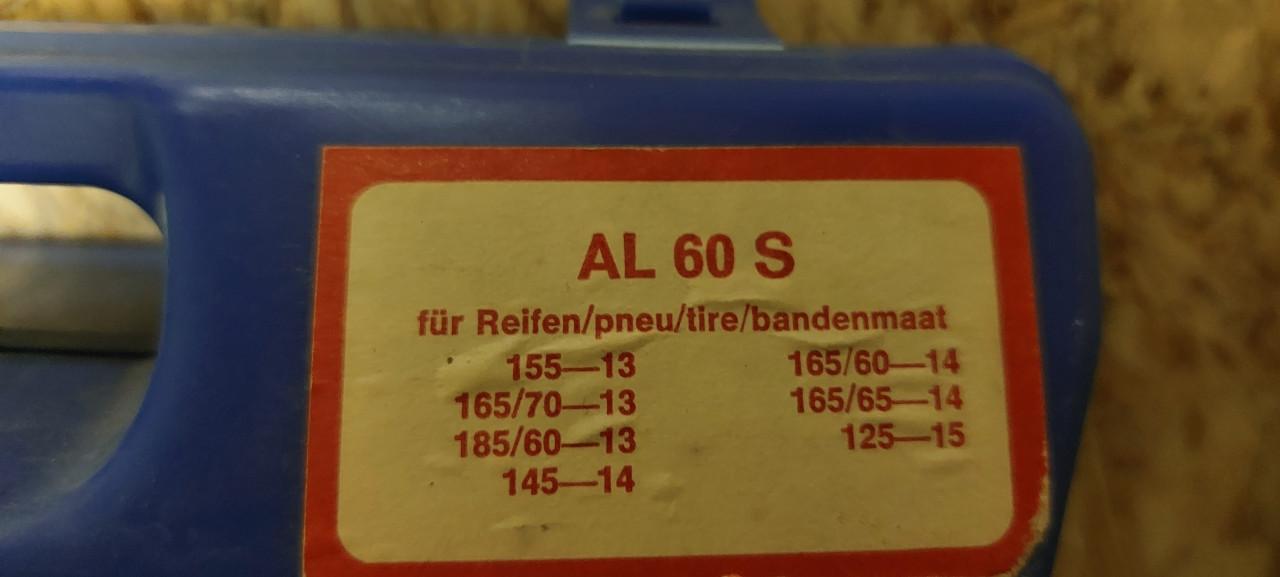 AL 60 S
für Reifen/pneu/tire/bandenmaat
155—13 165/60—14
165/70—13 165/65—14
185/60—13 125—15
145—14